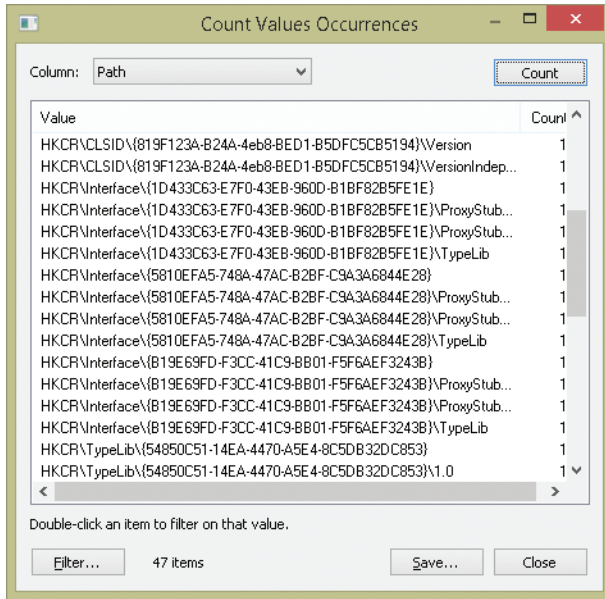 Count Values Occurrences
Column: Path Count
Value Count
HKCR\CLSID\{819F123A-B24A-4eb8-BED1-B5DFC5CB5194}\Version 1
HKCR\CLSID\{819F123A-B24A-4eb8-BED1-B5DFC5CB5194}\VersionIndep... 1
HKCR\Interface\{1D433C63-E7F0-43EB-960D-B1BF82B5FE1E} 1
HKCR\Interface\{1D433C63-E7F0-43EB-960D-B1BF82B5FE1E}\ProxyStub... 1
HKCR\Interface\{1D433C63-E7F0-43EB-960D-B1BF82B5FE1E}\ProxyStub... 1
HKCR\Interface\{1D433C63-E7F0-43EB-960D-B1BF82B5FE1E}\TypeLib 1
HKCR\Interface\{5810EFA5-748A-47AC-B2BF-C9A3A6844E28} 1
HKCR\Interface\{5810EFA5-748A-47AC-B2BF-C9A3A6844E28}\ProxyStub... 1
HKCR\Interface\{5810EFA5-748A-47AC-B2BF-C9A3A6844E28}\ProxyStub... 1
HKCR\Interface\{5810EFA5-748A-47AC-B2BF-C9A3A6844E28}\TypeLib 1
HKCR\Interface\{B19E69FD-F3CC-41C9-BB01-F5F6AEF3243B} 1
HKCR\Interface\{B19E69FD-F3CC-41C9-BB01-F5F6AEF3243B}\ProxyStub... 1
HKCR\Interface\{B19E69FD-F3CC-41C9-BB01-F5F6AEF3243B}\ProxyStub... 1
HKCR\Interface\{B19E69FD-F3CC-41C9-BB01-F5F6AEF3243B}\TypeLib 1
HKCR\TypeLib\{54850C51-14EA-4470-A5E4-8C5DB32DC853} 1
HKCR\TypeLib\{54850C51-14EA-4470-A5E4-8C5DB32DC853}\1.0 1
Double-click an item to filter on that value.
Filter... 47 items Save... Close